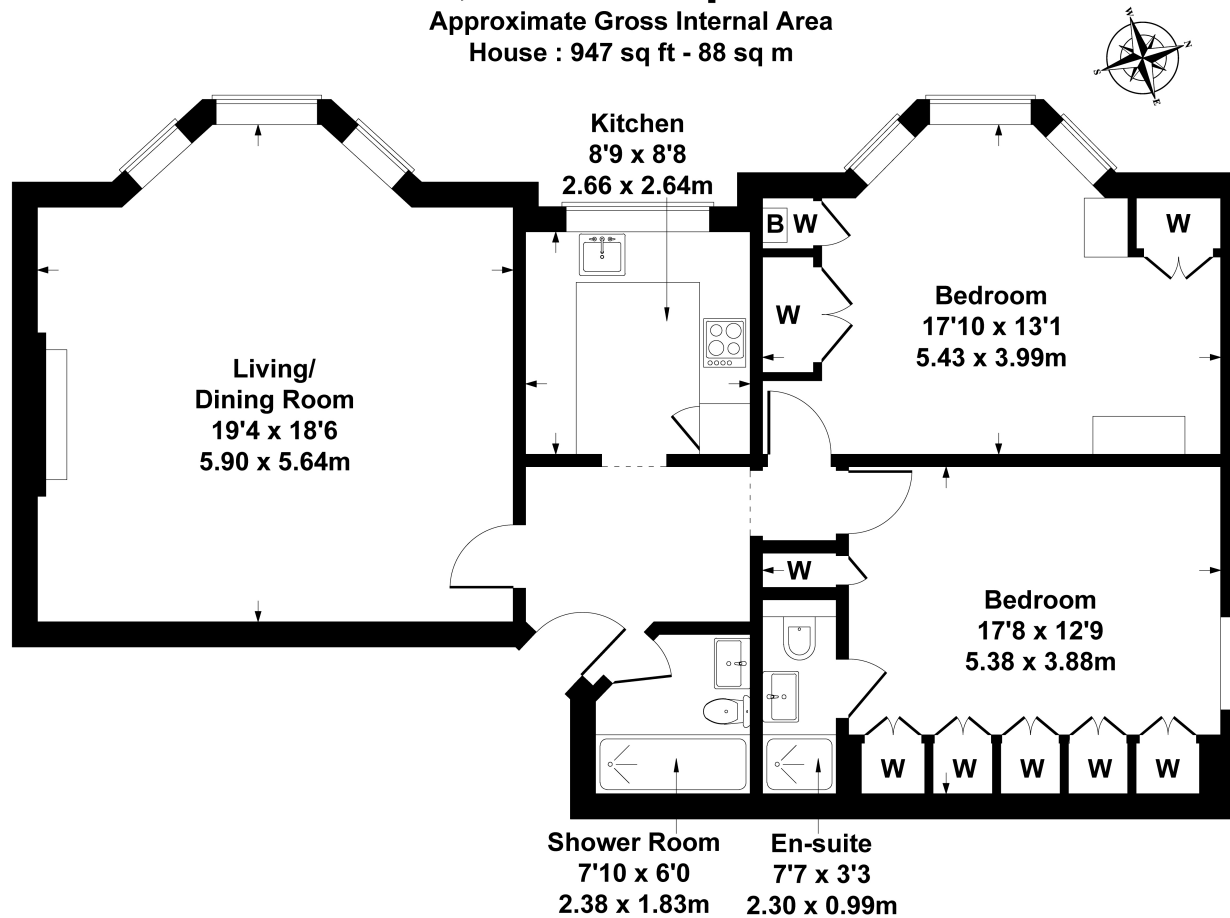 Approximate Gross Internal Area
House : 947 sq ft - 88 sq m
W
N
S
E
Kitchen
8'9 x 8'8
2.66 x 2.64m
B W
W
W
Bedroom
17'10 x 13'1
5.43 x 3.99m
Living/
Dining Room
19'4 x 18'6
5.90 x 5.64m
W
Bedroom
17'8 x 12'9
5.38 x 3.88m
W W W W W
Shower Room
7'10 x 6'0
2.38 x 1.83m
En-suite
7'7 x 3'3
2.30 x 0.99m